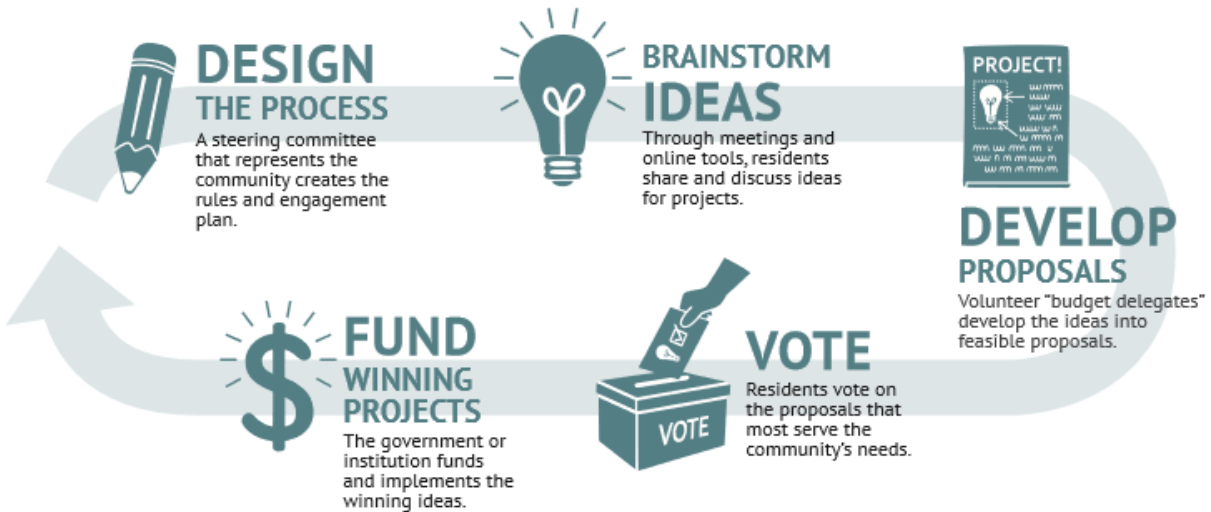 DESIGN
THE PROCESS
A steering committee
that represents the
community creates the
rules and engagement
plan.
BRAINSTORM
IDEAS
Through meetings and
online tools, residents
share and discuss ideas
for projects.
PROJECT!
DEVELOP
PROPOSALS
Volunteer "budget delegates"
develop the ideas into
feasible proposals.
VOTE
Residents vote on
the proposals that
most serve the
community's needs.
VOTE
FUND
WINNING
PROJECTS
The government or
institution funds
and implements the
winning ideas.